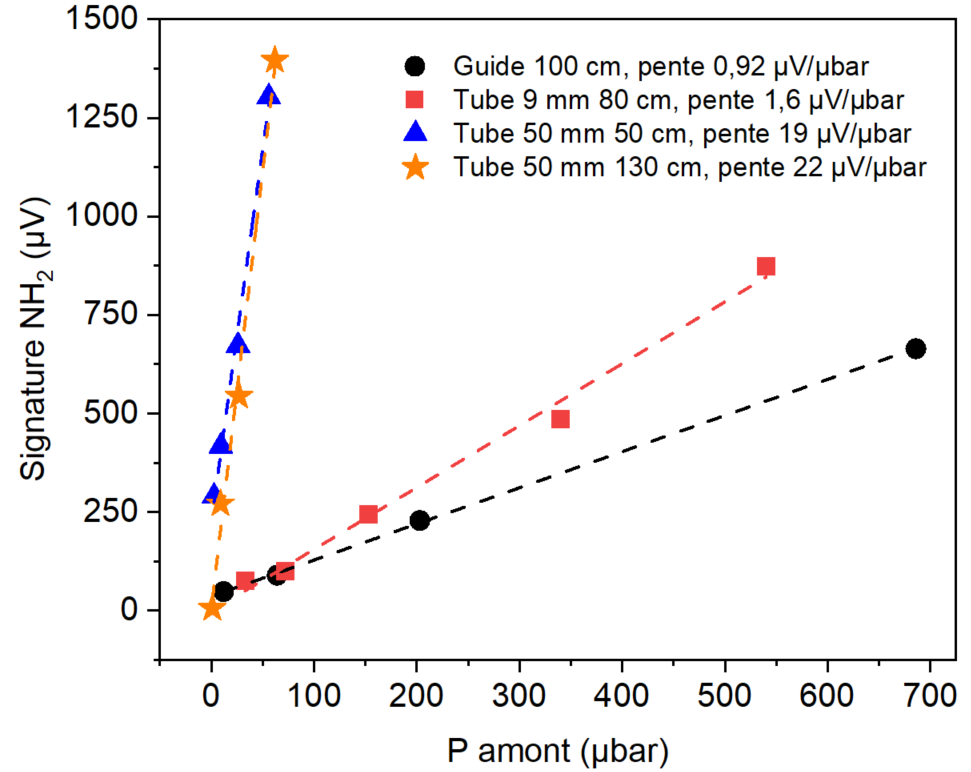 1500
1250
1000
750
500
250
0
Signature NH2 (µV)
Guide 100 cm, pente 0,92 µV/µbar
Tube 9 mm 80 cm, pente 1,6 µV/µbar
Tube 50 mm 50 cm, pente 19 µV/µbar
Tube 50 mm 130 cm, pente 22 µV/µbar
0 100 200 300 400 500 600 700
P amont (µbar)